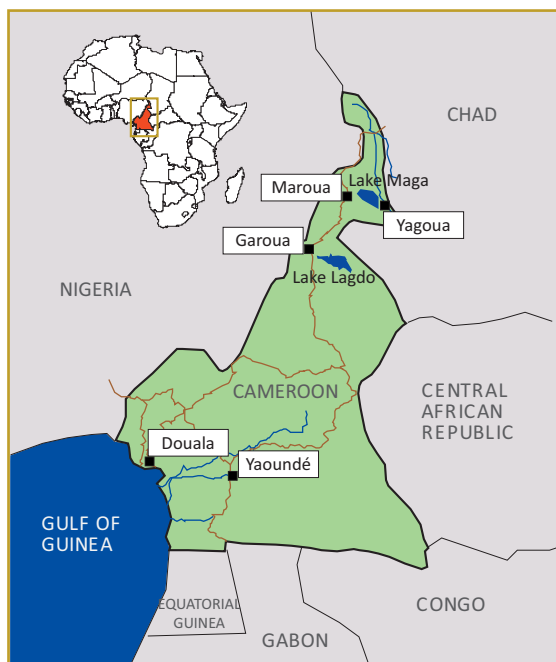 CHAD
Lake Maga
Maroua
Yagoua
Garoua
Lake Lagdo
NIGERIA
CAMEROON
CENTRAL
AFRICAN
REPUBLIC
Douala
Yaoundé
GULF OF
GUINEA
EQUATORIAL
GUINEA
CONGO
GABON